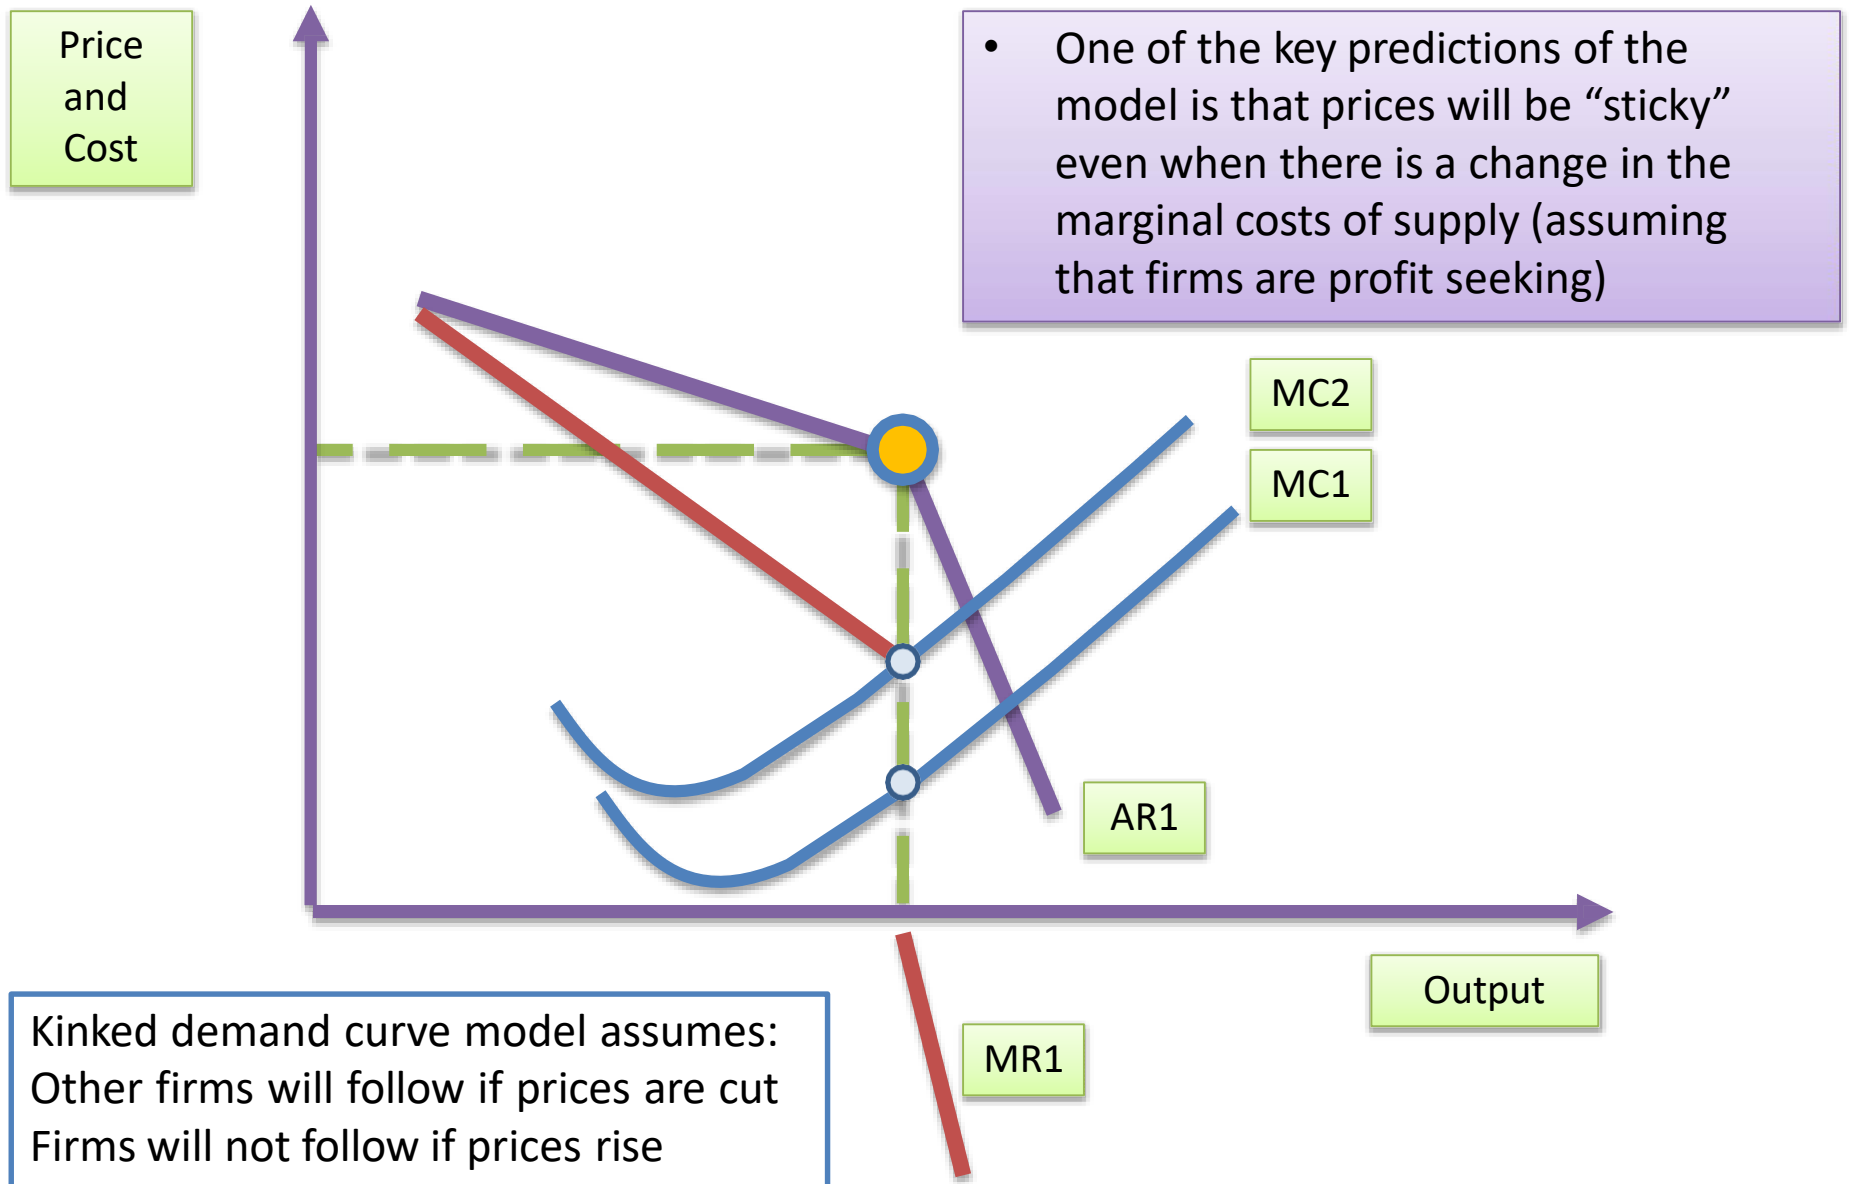 Price
and
Cost
• One of the key predictions of the
model is that prices will be “sticky”
even when there is a change in the
marginal costs of supply (assuming
that firms are profit seeking)
MC2
MC1
AR1
Output
MR1
Kinked demand curve model assumes:
Other firms will follow if prices are cut
Firms will not follow if prices rise